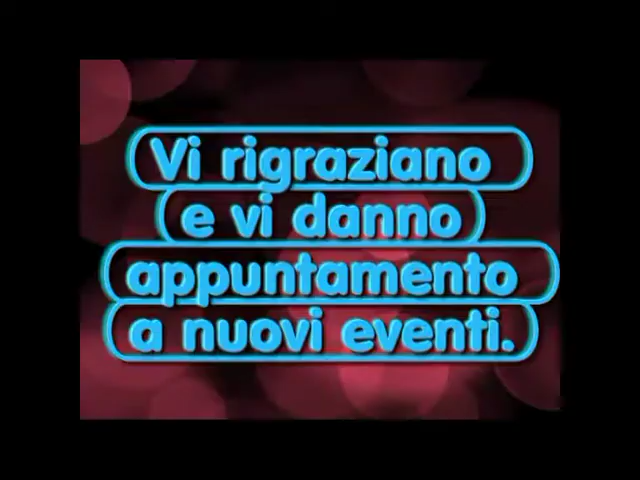 Vi rigraziano
e vi danno
appuntamento
a nuovi eventi.